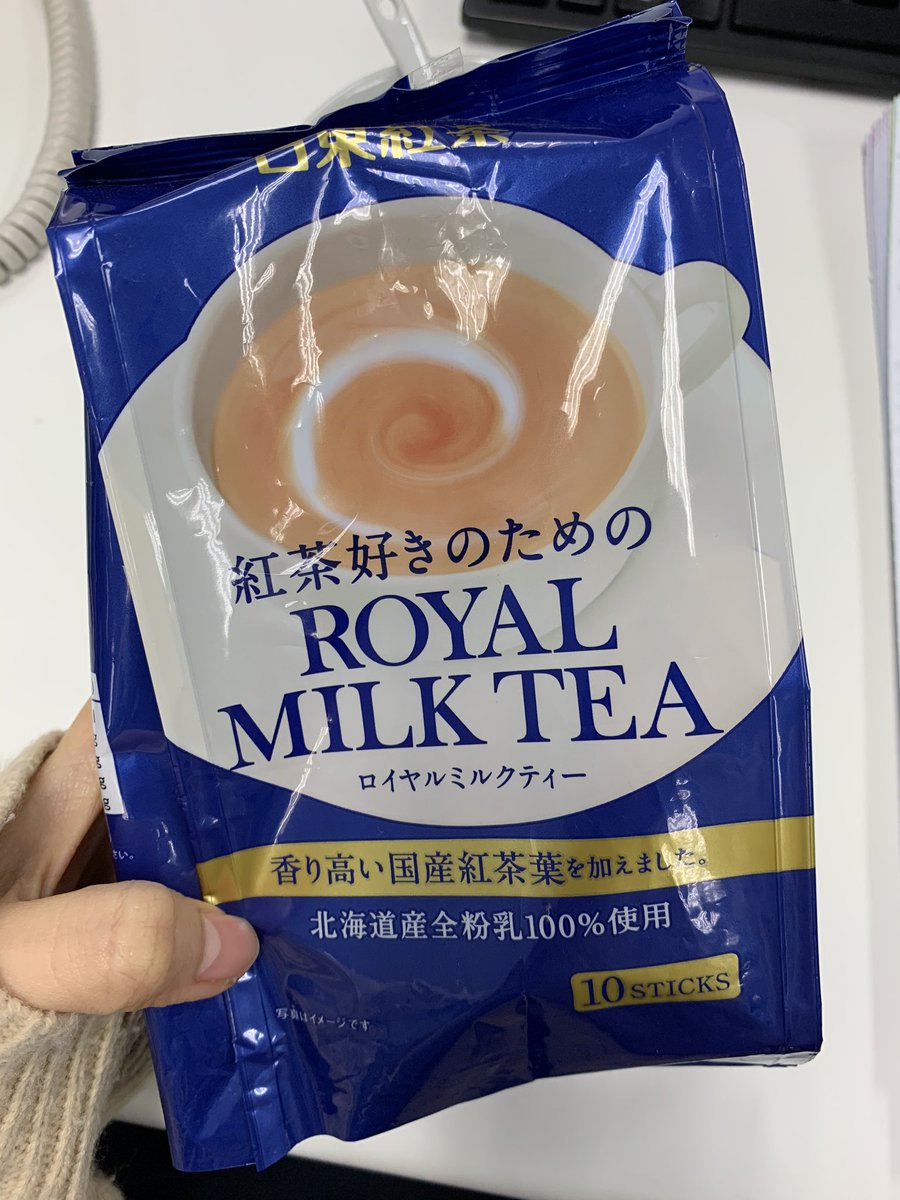 日東紅茶
紅茶好きのための
ROYAL
MILK TEA
ロイヤルミルクティー
香り高い国産紅茶葉を加えました。
北海道産全粉乳100%使用
10 STICKS
写真はイメージです
さい。
g
g
g
g